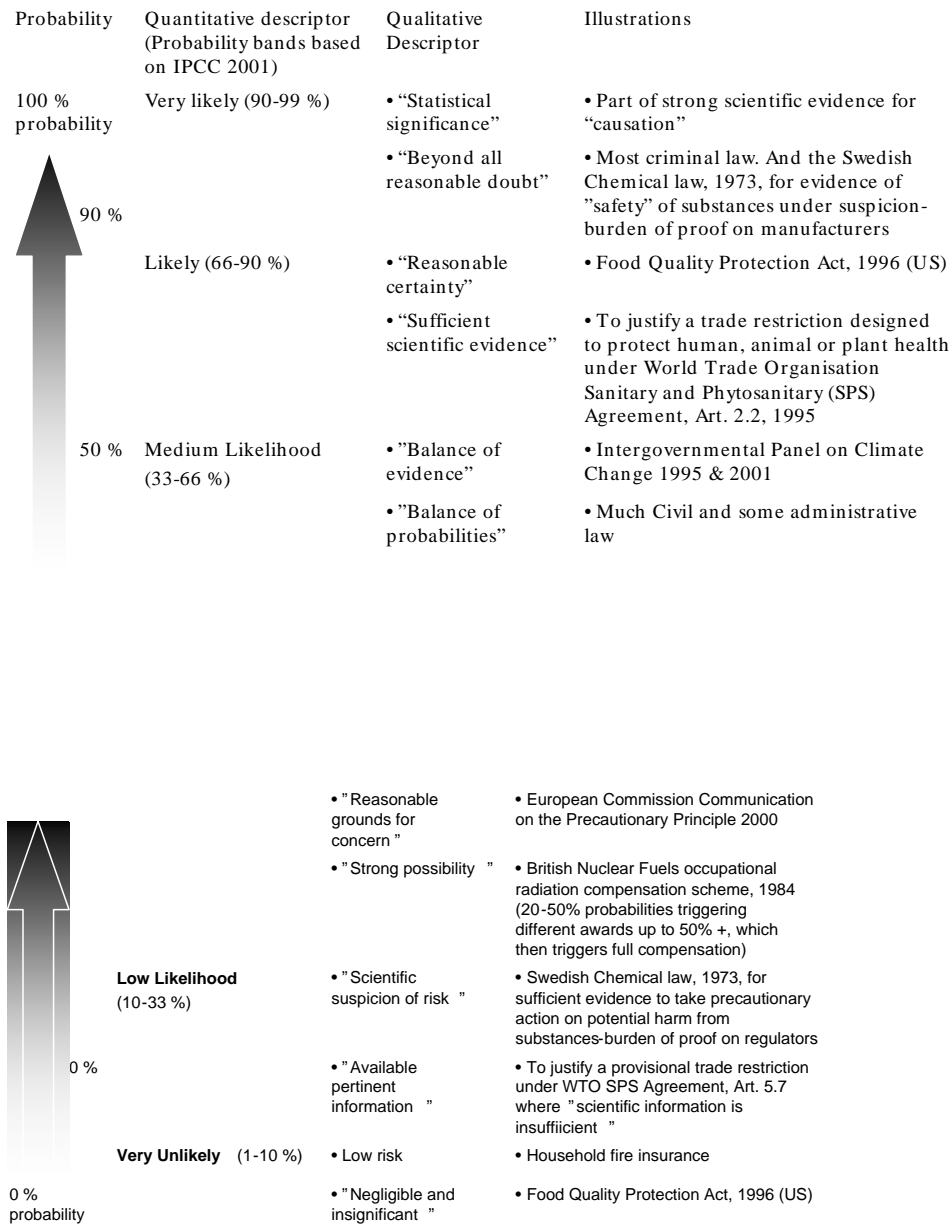 Probability
Quantitative descriptor
(Probability bands based
on IPCC 2001)
Qualitative
Descriptor
Illustrations
100 %
probability
Very likely (90-99 %)
• “Statistical
significance”
• Part of strong scientific evidence for
“causation”
• “Beyond all
reasonable doubt”
• Most criminal law. And the Swedish
Chemical law, 1973, for evidence of
”safety” of substances under suspicion-
burden of proof on manufacturers
90 %
Likely (66-90 %)
• “Reasonable
certainty”
• Food Quality Protection Act, 1996 (US)
• “Sufficient
scientific evidence”
• To justify a trade restriction designed
to protect human, animal or plant health
under World Trade Organisation
Sanitary and Phytosanitary (SPS)
Agreement, Art. 2.2, 1995
50 %
Medium Likelihood
(33-66 %)
• ”Balance of
evidence”
• Intergovernmental Panel on Climate
Change 1995 & 2001
• ”Balance of
probabilities”
• Much Civil and some administrative
law
• ” Reasonable
grounds for
concern ”
• European Commission Communication
on the Precautionary Principle 2000
• ” Strong possibility ”
• British Nuclear Fuels occupational
radiation compensation scheme, 1984
(20-50% probabilities triggering
different awards up to 50% +, which
then triggers full compensation)
Low Likelihood
(10-33 %)
• ” Scientific
suspicion of risk ”
• Swedish Chemical law, 1973, for
sufficient evidence to take precautionary
action on potential harm from
substances-burden of proof on regulators
0 %
• ” Available
pertinent
information ”
• To justify a provisional trade restriction
under WTO SPS Agreement, Art. 5.7
where ” scientific information is
insuffiicient ”
Very Unlikely (1-10 %)
• Low risk
• Household fire insurance
0 %
probability
• ” Negligible and
insignificant ”
• Food Quality Protection Act, 1996 (US)